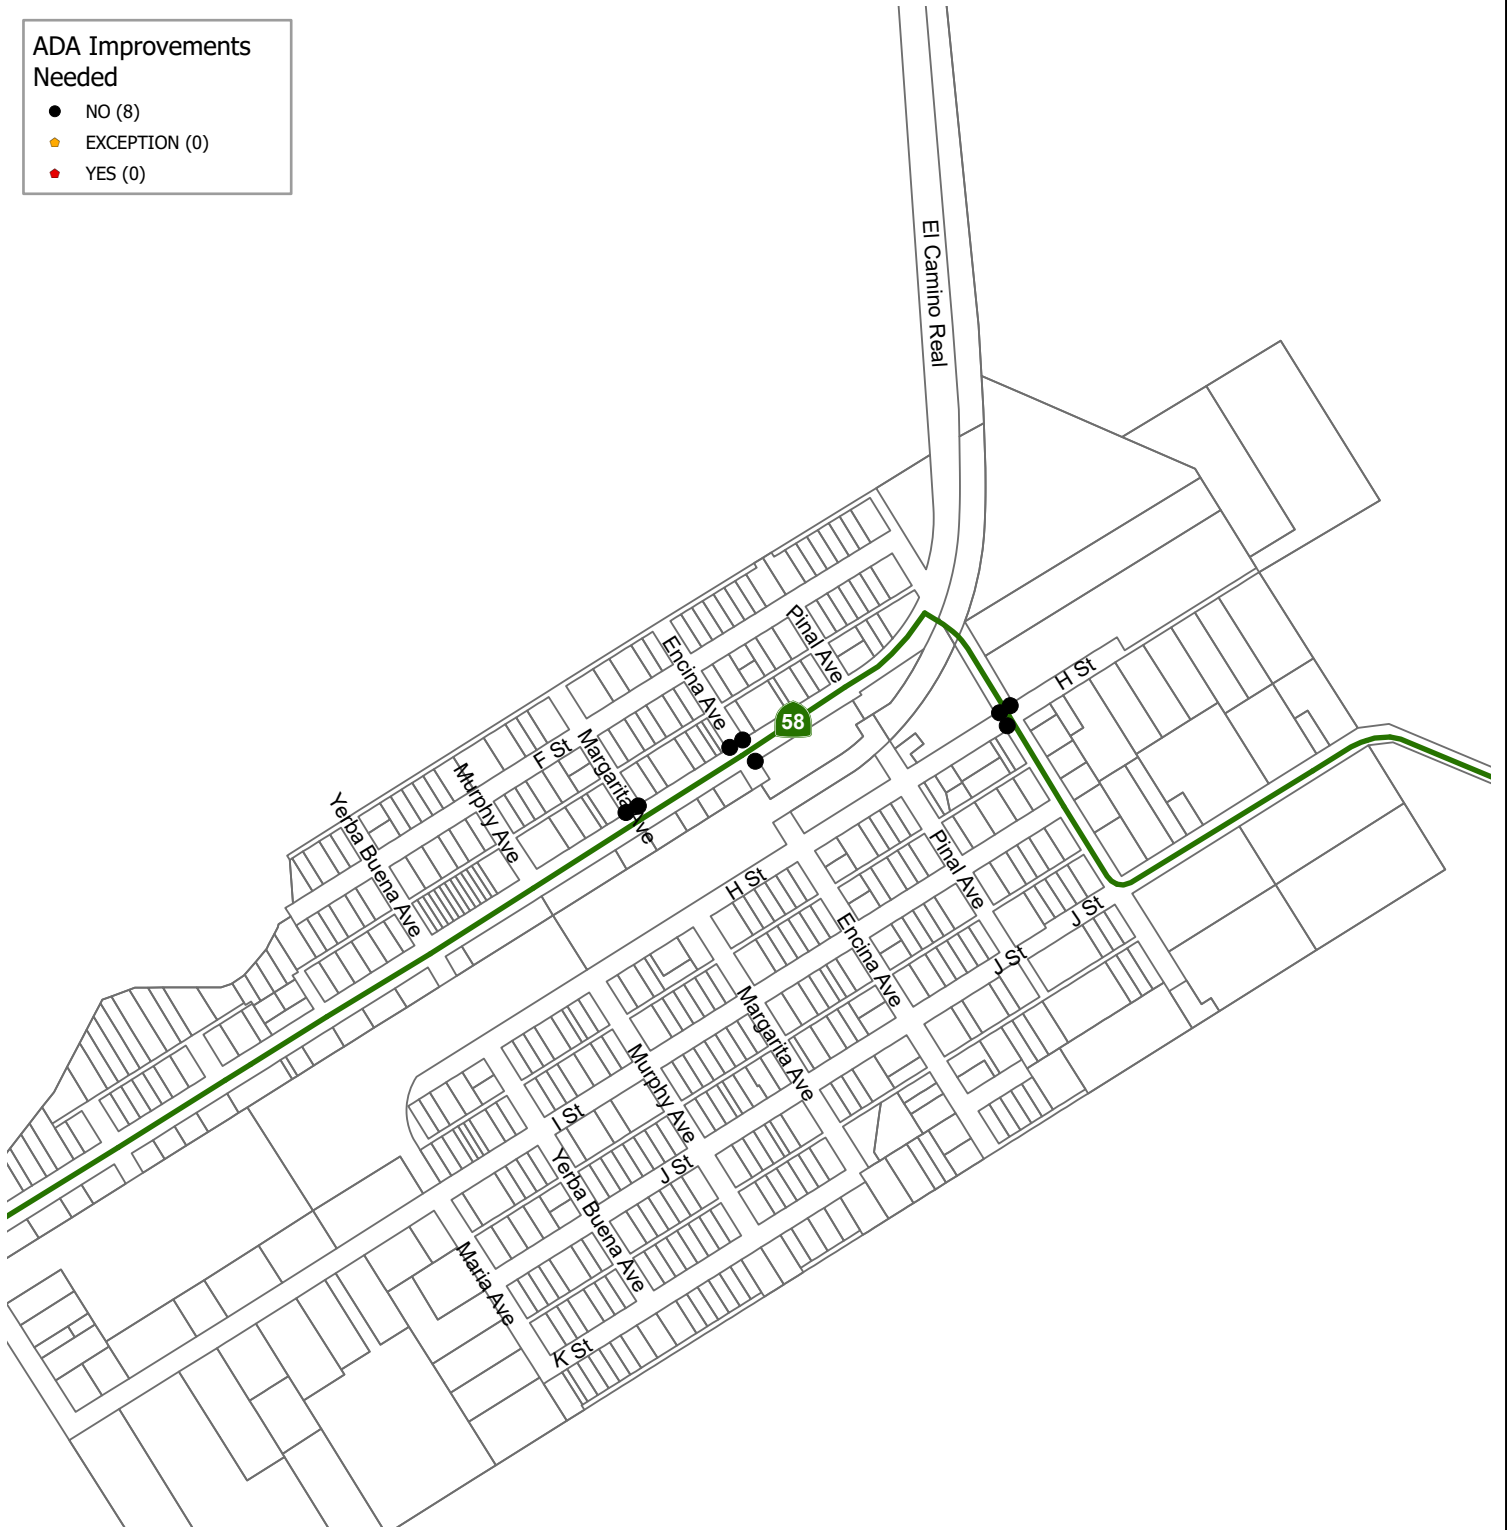 ADA Improvements
Needed
NO (8)
EXCEPTION (0)
YES (0)
El Camino Real
Pinal Ave
Encina Ave
H St
58
F St
Margarita Ave
Murphy Ave
Yerba Buena Ave
Pinal Ave
H St
J St
Encina Ave
J St
Margarita Ave
Murphy Ave
I St
J St
Yerba Buena Ave
Maria Ave
K St